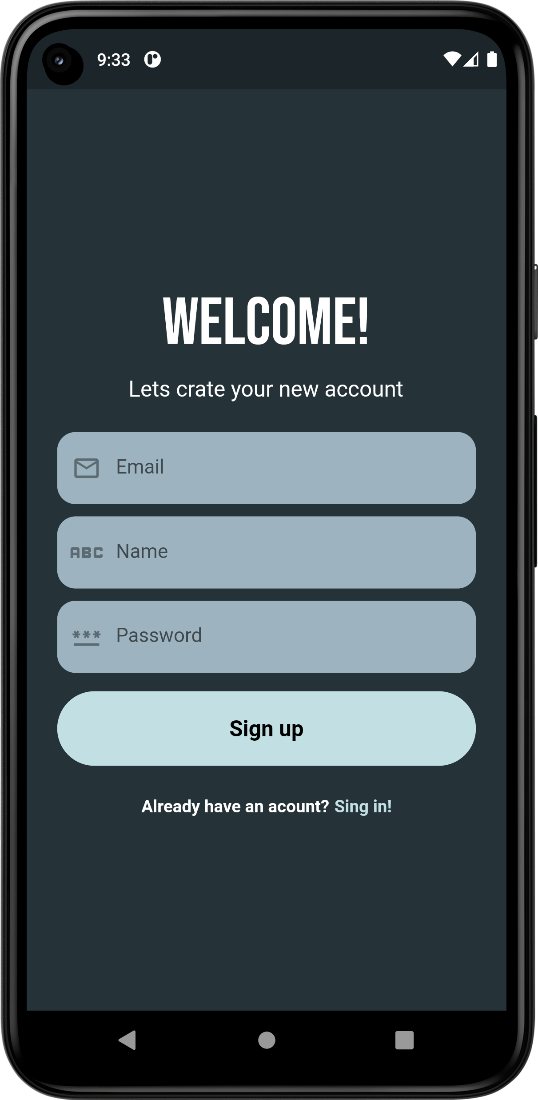 9:33
WELCOME!
Lets crate your new account
Email
ABC Name
*** Password
Sign up
Already have an acount? Sing in!